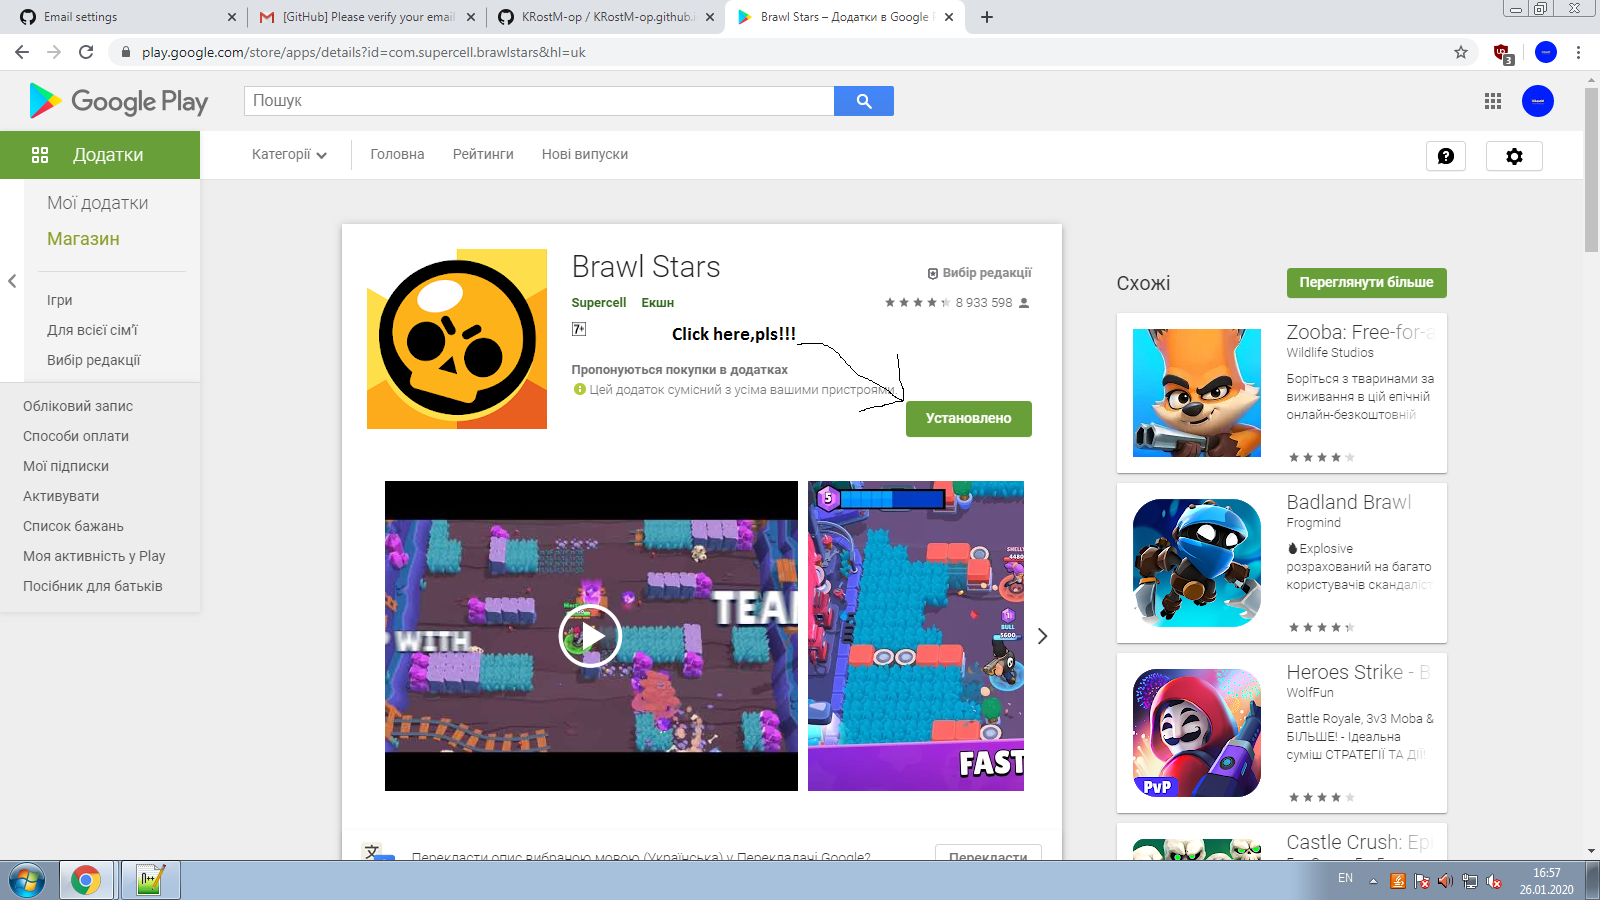 Email settings
[GitHub] Please verify your email
KRostM-op / KRostM-op.github.i
Brawl Stars – Додатки в Google P
play.google.com/store/apps/details?id=com.supercell.brawlstars&hl=uk
3
Google Play
Пошук
Додатки
Категорії
Головна
Рейтинги
Нові випуски
Мої додатки
Магазин
Ігри
Для всієї сім'ї
Вибір редакції
Обліковий запис
Способи оплати
Мої підписки
Активувати
Список бажань
Моя активність у Play
Посібник для батьків
Brawl Stars
Вибір редакції
Supercell Екшн
8 933 598
7+
Click here,pls!!!
Пропонуються покупки в додатках
Цей додаток сумісний з усіма вашими пристроями.
Установлено
WITH
TEAM
5
SHELLY
BULL
5600
FAST
Перекласти опис вибраною мовою (Українська) у Перекладачі Google?
Перекласти
Схожі
Переглянути більше
Zooba: Free-for-a
Wildlife Studios
Боріться з тваринами за
виживання в цій епічній
онлайн-безкоштовній
Badland Brawl
Frogmind
Explosive
розрахований на багато
користувачів скандаліст
Heroes Strike - B
WolfFun
Battle Royale, 3v3 Moba &
БІЛЬШЕ! - Ідеальна
суміш СТРАТЕГІЇ ТА ДІЇ!
PvP
Castle Crush: Epi
EN
16:57
26.01.2020